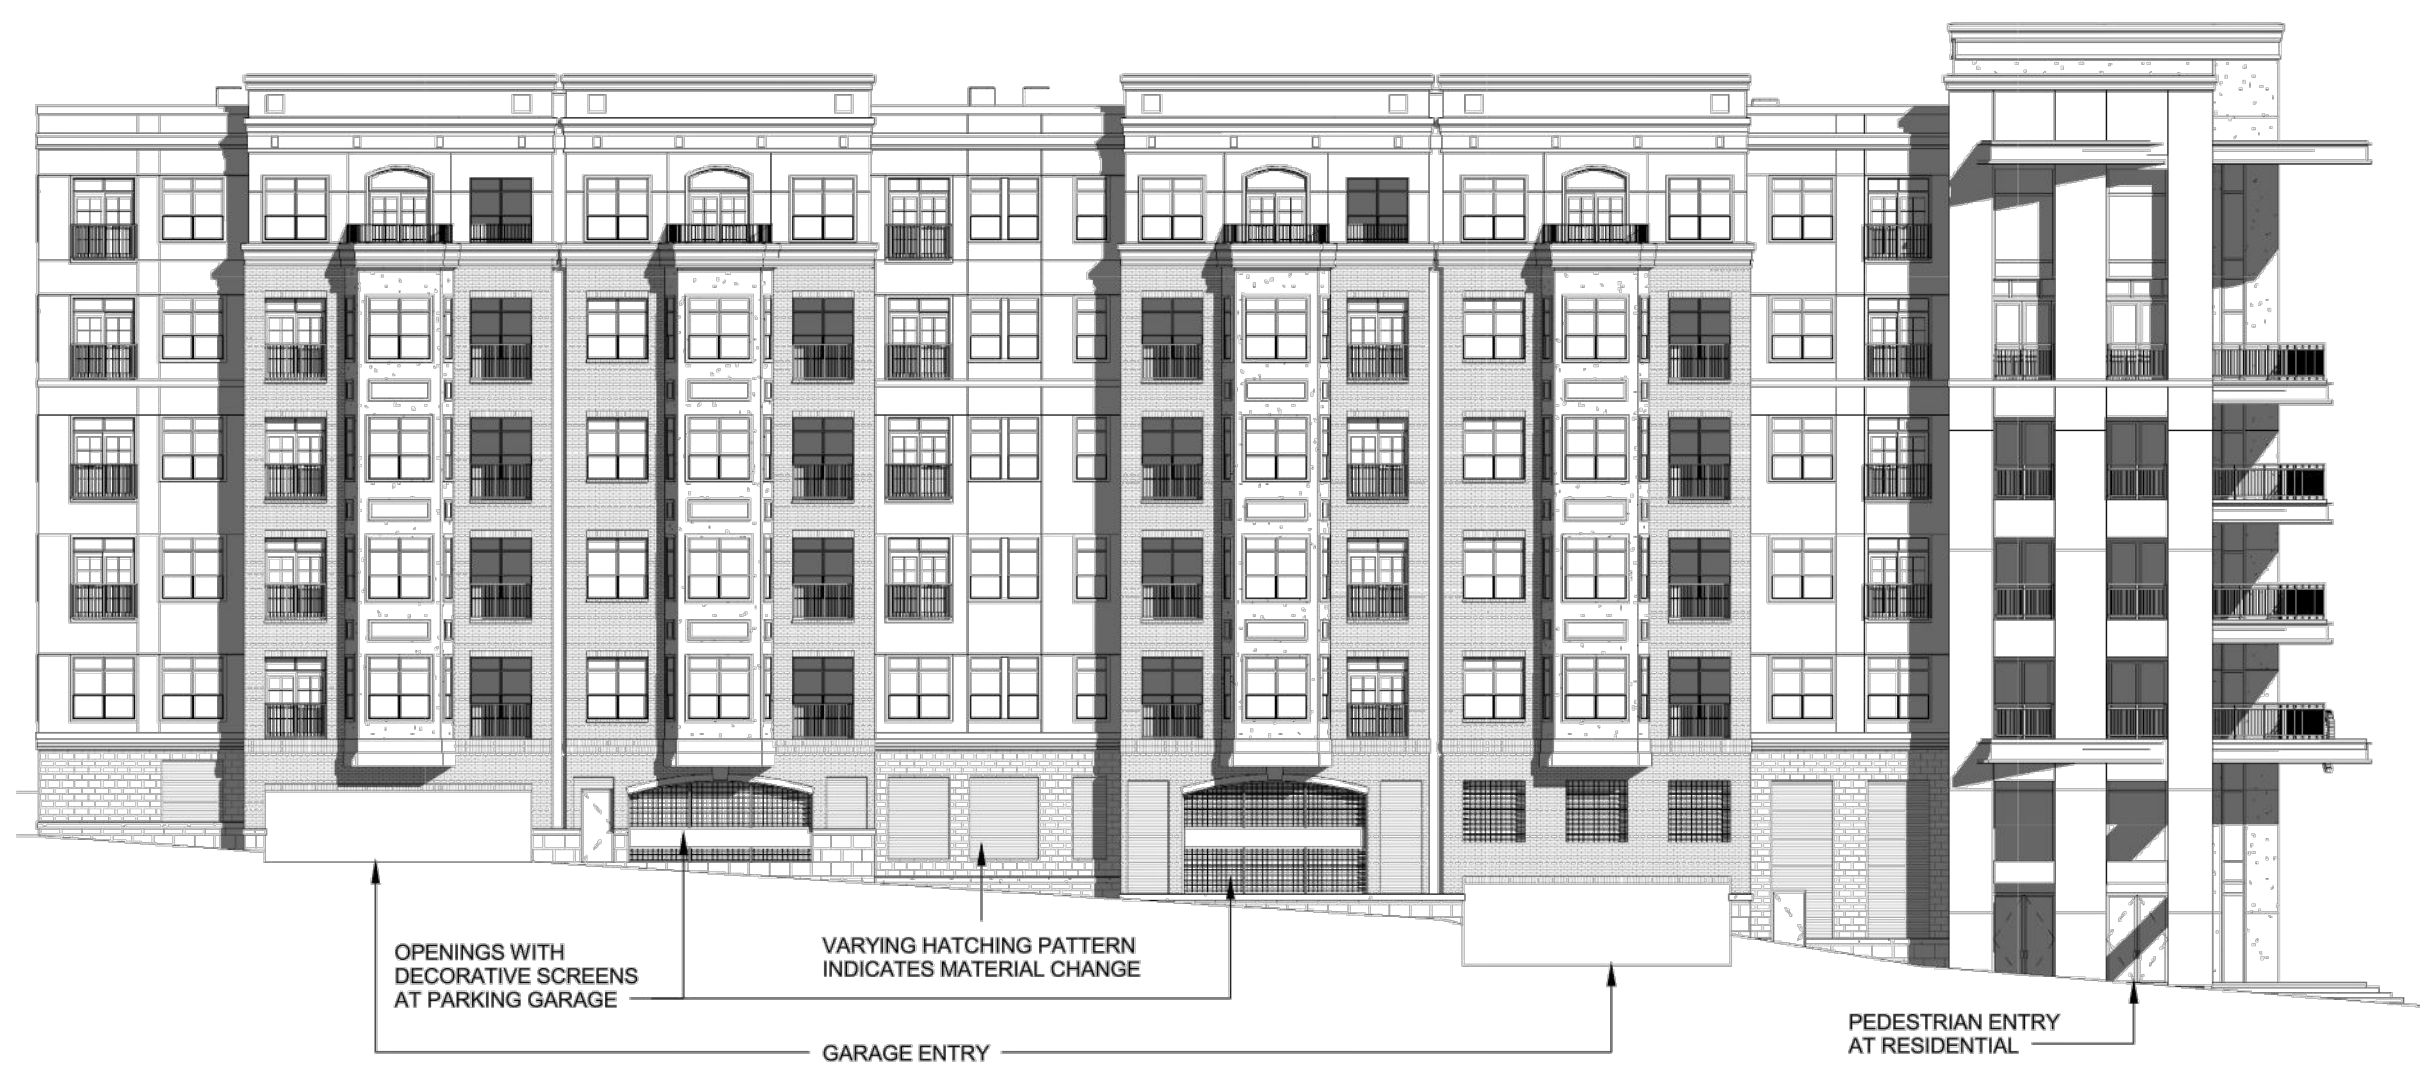 OPENINGS WITH
DECORATIVE SCREENS
AT PARKING GARAGE
VARYING HATCHING PATTERN
INDICATES MATERIAL CHANGE
GARAGE ENTRY
PEDESTRIAN ENTRY
AT RESIDENTIAL